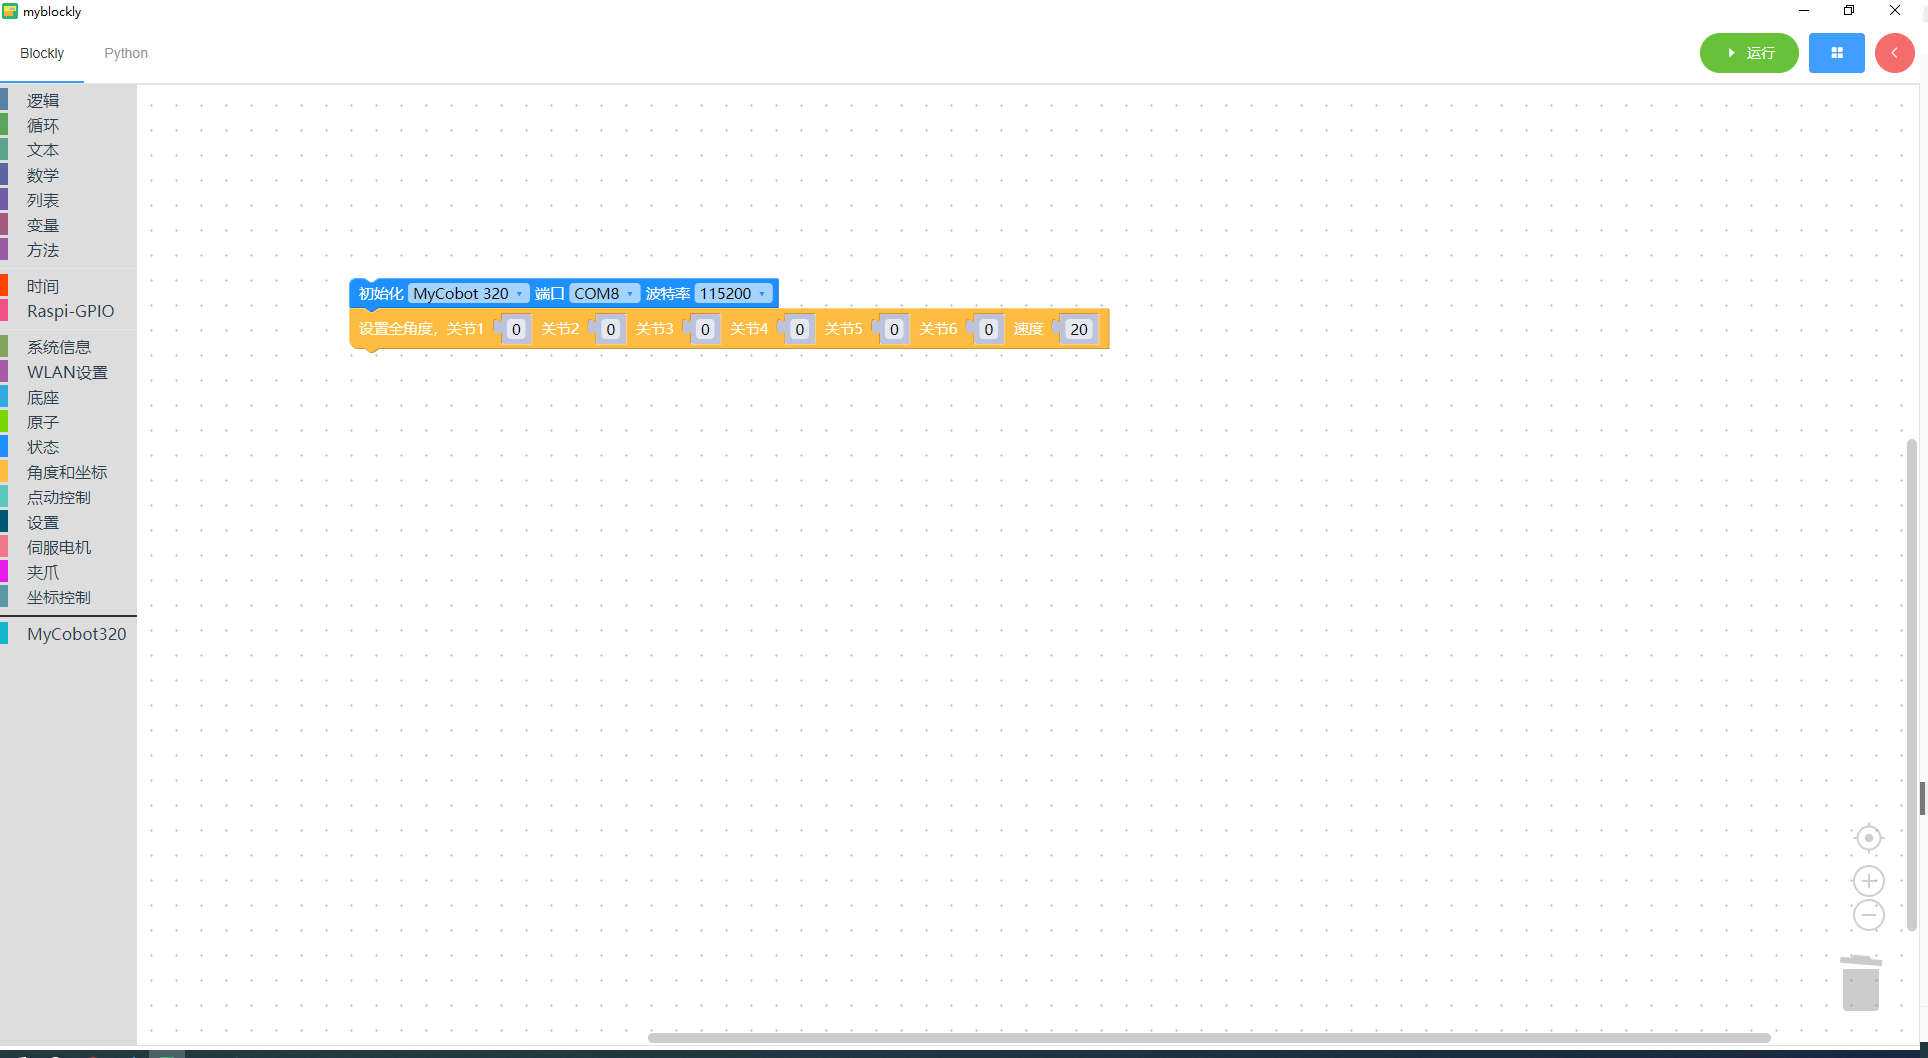 myblockly
Blockly Python 运行
逻辑
循环
文本
数学
列表
变量
方法
时间
Raspi-GPIO
系统信息
WLAN设置
底座
原子
状态
角度和坐标
点动控制
设置
伺服电机
夹爪
坐标控制
MyCobot320
初始化 MyCobot 320 端口 COM8 波特率 115200
设置全角度，关节1 0 关节2 0 关节3 0 关节4 0 关节5 0 关节6 0 速度 20